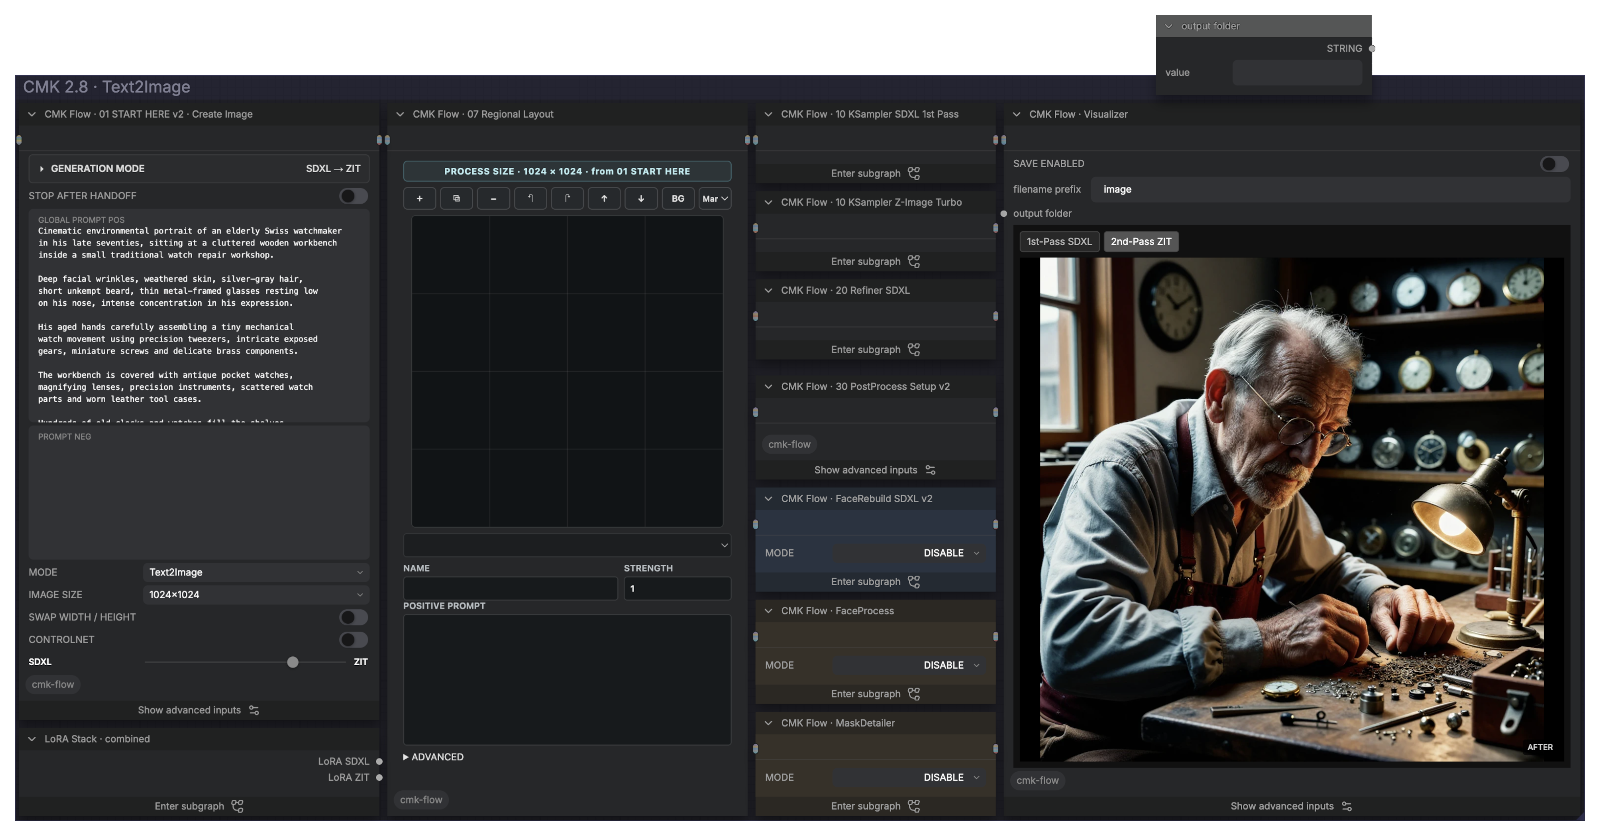 output folder
STRING
value
CMK 2.8 · Text2Image
CMK Flow · 01 START HERE v2 · Create Image
GENERATION MODE
SDXL → ZIT
STOP AFTER HANDOFF
GLOBAL PROMPT POS
Cinematic environmental portrait of an elderly Swiss watchmaker
in his late seventies, sitting at a cluttered wooden workbench
inside a small traditional watch repair workshop.
Deep facial wrinkles, weathered skin, silver-gray hair,
short unkempt beard, thin metal-framed glasses resting low
on his nose, intense concentration in his expression.
His aged hands carefully assembling a tiny mechanical
watch movement using precision tweezers, intricate exposed
gears, miniature screws and delicate brass components.
The workbench is covered with antique pocket watches,
magnifying lenses, precision instruments, scattered watch
parts and worn leather tool cases.
Hundreds of old clocks and watches fill the shelves,
PROMPT NEG
MODE
Text2Image
IMAGE SIZE
1024×1024
SWAP WIDTH / HEIGHT
CONTROLNET
SDXL
ZIT
cmk-flow
Show advanced inputs
LoRA Stack · combined
LoRA SDXL
LoRA ZIT
Enter subgraph
CMK Flow · 07 Regional Layout
PROCESS SIZE · 1024 × 1024 · from 01 START HERE
BG
Mar
NAME
STRENGTH
1
POSITIVE PROMPT
ADVANCED
cmk-flow
CMK Flow · 10 KSampler SDXL 1st Pass
Enter subgraph
CMK Flow · 10 KSampler Z-Image Turbo
Enter subgraph
CMK Flow · 20 Refiner SDXL
Enter subgraph
CMK Flow · 30 PostProcess Setup v2
cmk-flow
Show advanced inputs
CMK Flow · FaceRebuild SDXL v2
MODE
DISABLE
Enter subgraph
CMK Flow · FaceProcess
MODE
DISABLE
Enter subgraph
CMK Flow · MaskDetailer
MODE
DISABLE
Enter subgraph
CMK Flow · Visualizer
SAVE ENABLED
filename prefix
image
output folder
1st-Pass SDXL
2nd-Pass ZIT
AFTER
cmk-flow
Show advanced inputs